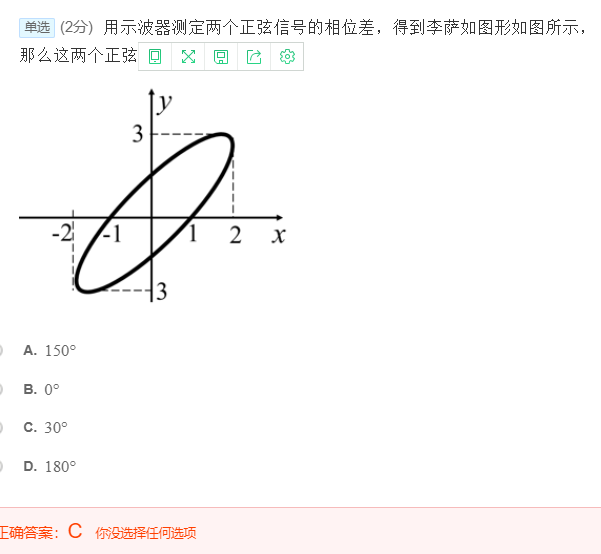 单选 (2分) 用示波器测定两个正弦信号的相位差，得到李萨如图形如图所示，
那么这两个正弦
y
3
-2 -1 1 2 x
3
A. 150°
B. 0°
C. 30°
D. 180°
正确答案：C 你没选择任何选项